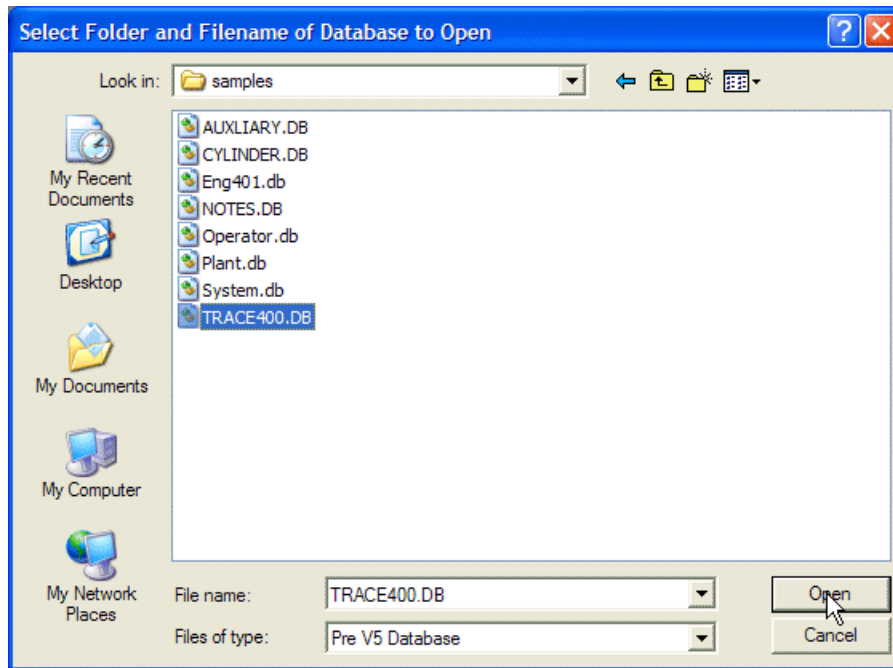 Select Folder and Filename of Database to Open
Look in: samples
My Recent
Documents
Desktop
My Documents
My Computer
My Network
Places
AUXLIARY.DB
CYLINDER.DB
Eng401.db
NOTES.DB
Operator.db
Plant.db
System.db
TRACE400.DB
File name: TRACE400.DB Open
Files of type: Pre V5 Database Cancel